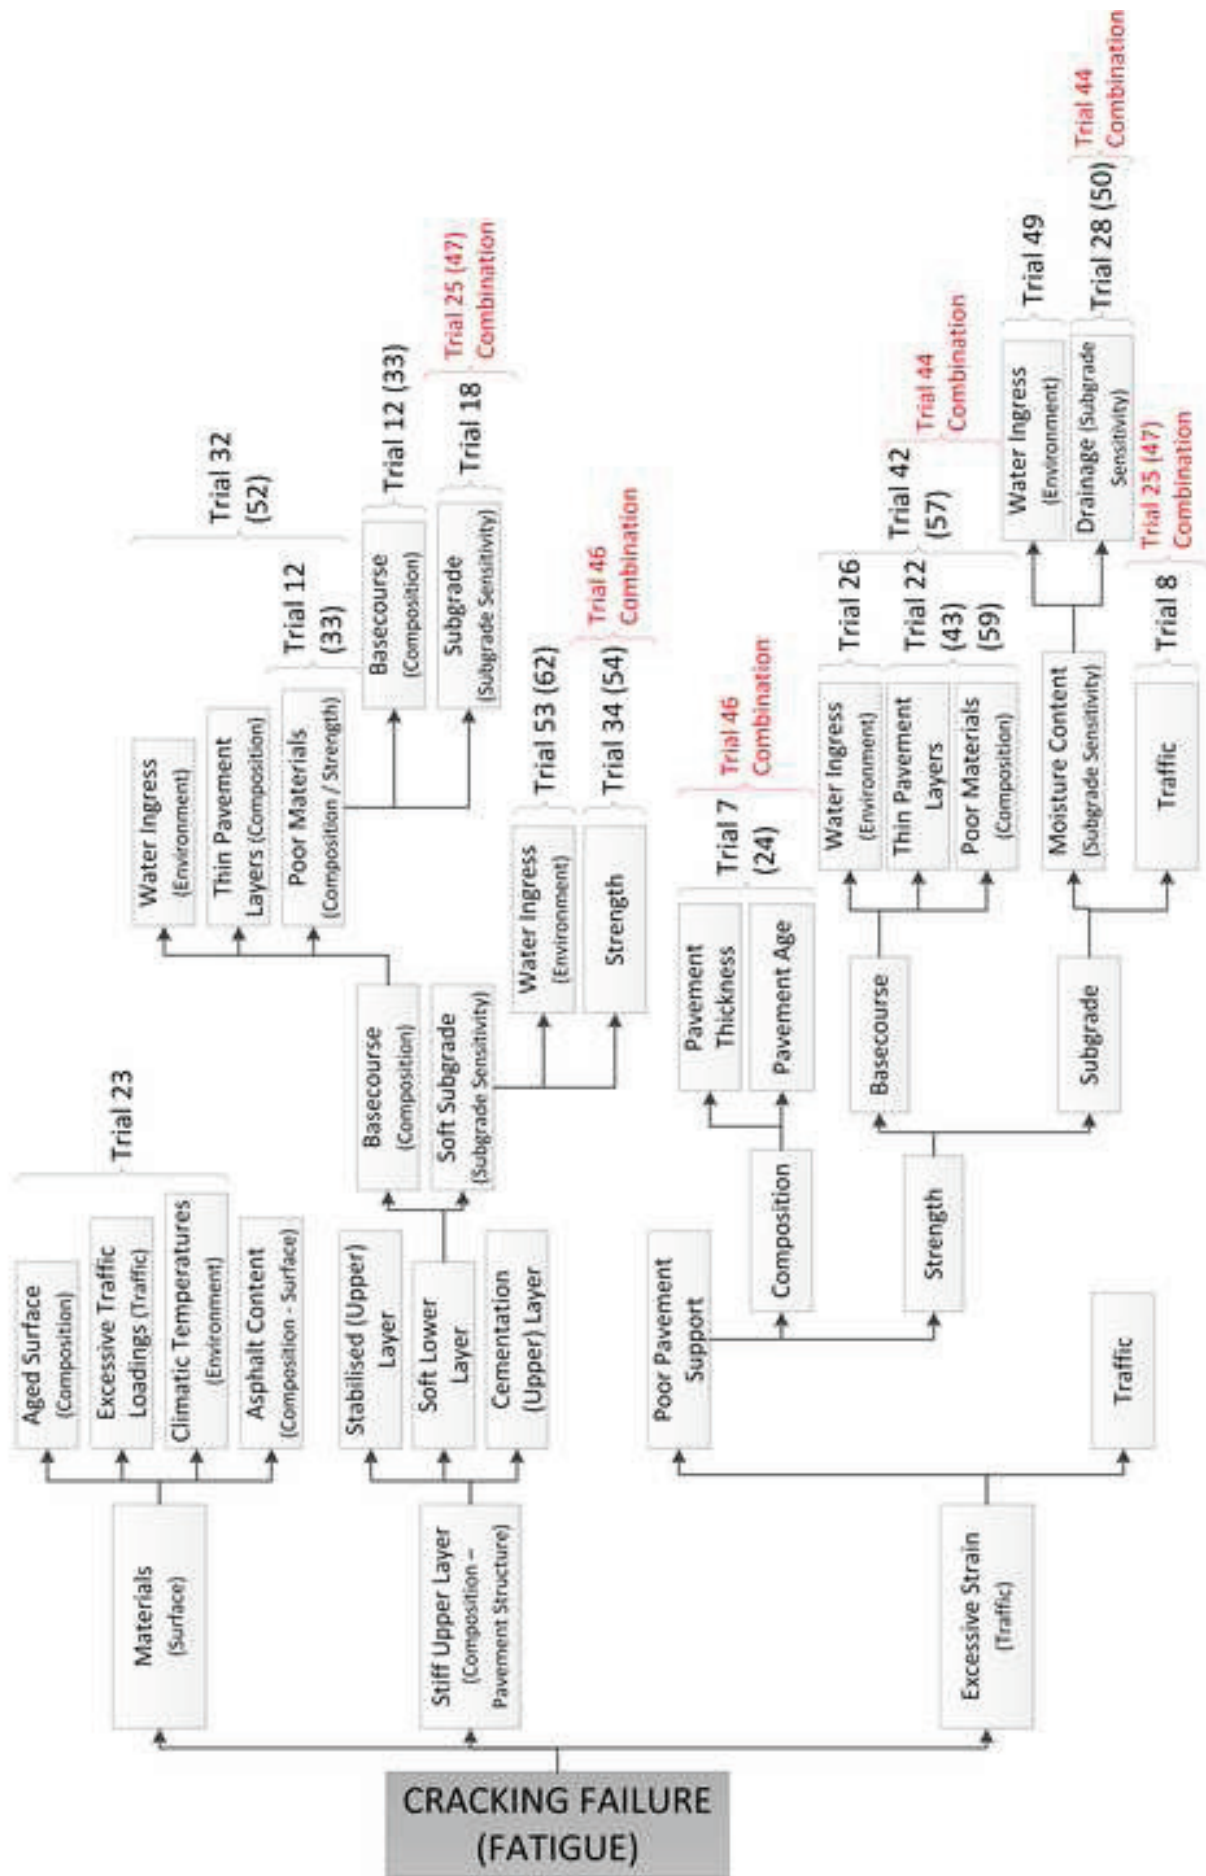 CRACKING FAILURE
(FATIGUE)
Materials
(Surface)
Aged Surface
(Composition)
Excessive Traffic
Loadings (Traffic)
Climatic Temperatures
(Environment)
Asphalt Content
(Composition - Surface)
Trial 23
Stiff Upper Layer
(Composition –
Pavement Structure)
Stabilised (Upper)
Layer
Soft Lower
Layer
Cementation
(Upper) Layer
Basecourse
(Composition)
Soft Subgrade
(Subgrade Sensitivity)
Water Ingress
(Environment)
Thin Pavement
Layers (Composition)
Poor Materials
(Composition / Strength)
Trial 32
(52)
Trial 12
(33)
Basecourse
(Composition)
Subgrade
(Subgrade Sensitivity)
Trial 12 (33)
Trial 18
Trial 25 (47)
Combination
Water Ingress
(Environment)
Strength
Trial 53 (62)
Trial 34 (54)
Trial 46
Combination
Excessive Strain
(Traffic)
Poor Pavement
Support
Traffic
Composition
Strength
Pavement
Thickness
Pavement Age
Trial 7
(24)
Trial 46
Combination
Basecourse
Subgrade
Water Ingress
(Environment)
Thin Pavement
Layers
Poor Materials
(Composition)
Trial 26
Trial 22
(43)
(59)
Trial 42
(57)
Trial 44
Combination
Moisture Content
(Subgrade Sensitivity)
Traffic
Trial 8
Trial 25 (47)
Combination
Water Ingress
(Environment)
Drainage (Subgrade
Sensitivity)
Trial 49
Trial 28 (50)
Trial 44
Combination